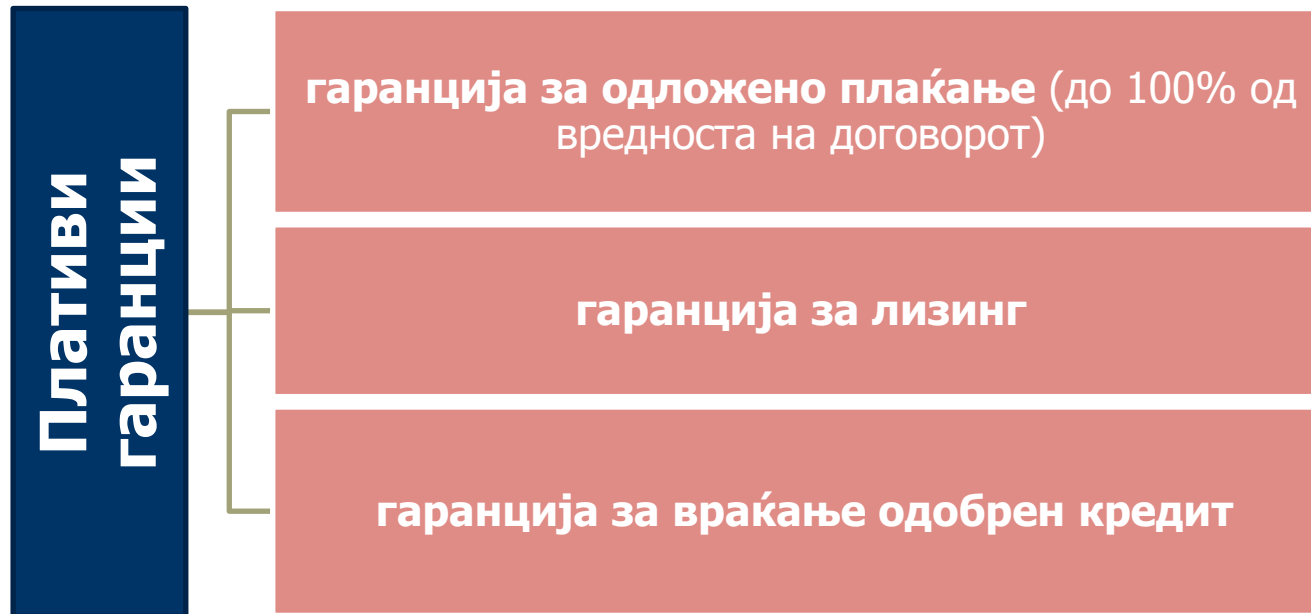 Плативи
гаранции
гаранција за одложено плаќање (до 100% од
вредноста на договорот)
гаранција за лизинг
гаранција за враќање одобрен кредит